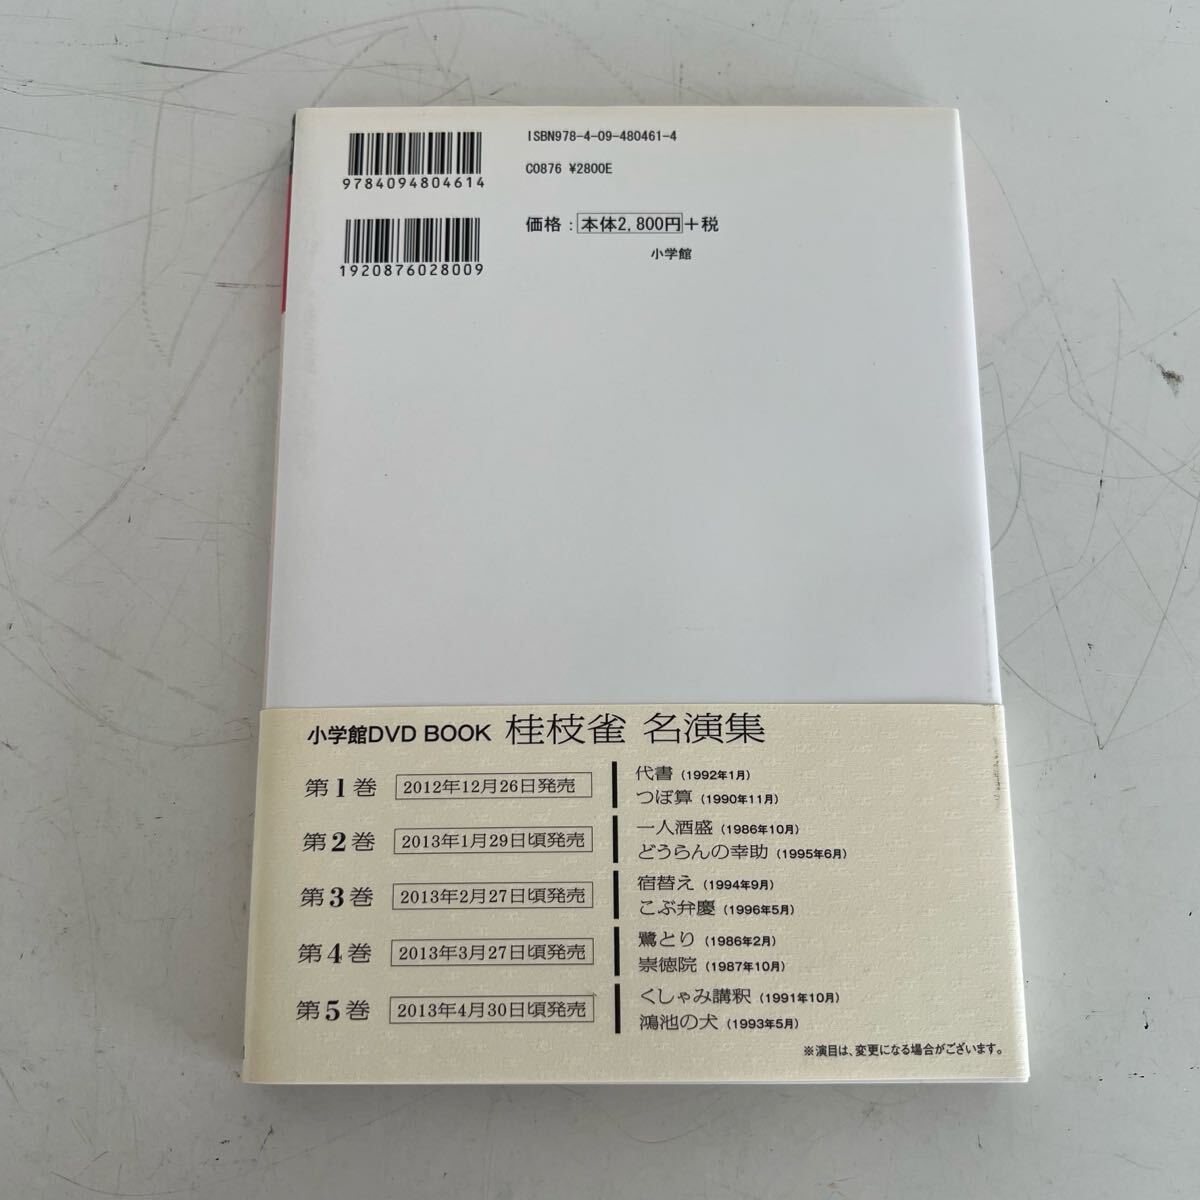 ISBN978-4-09-480461-4
9784094804614
C0876 ¥2800E
価格：本体2,800円+税
小学館
1920876028009
小学館DVD BOOK 桂枝雀 名演集
第1巻 2012年12月26日発売 代書（1992年1月）
つぼ算（1990年11月）
第2巻 2013年1月29日頃発売 一人酒盛（1986年10月）
どうらんの幸助（1995年6月）
第3巻 2013年2月27日頃発売 宿替え（1994年9月）
こぶ弁慶（1996年5月）
第4巻 2013年3月27日頃発売 鷺とり（1986年2月）
崇徳院（1987年10月）
第5巻 2013年4月30日頃発売 くしゃみ講釈（1991年10月）
鴻池の犬（1993年5月）
※演目は、変更になる場合がございます。